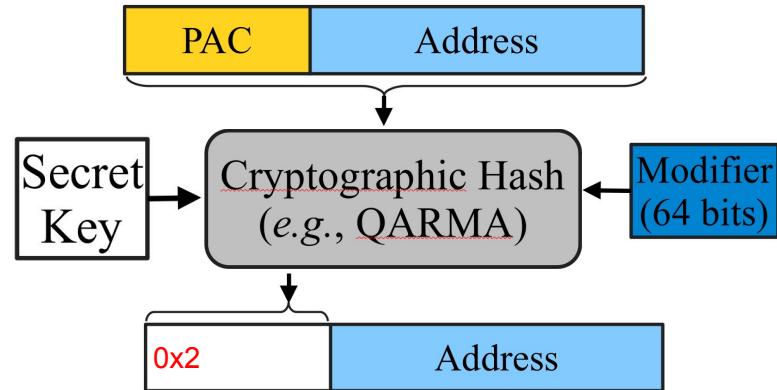 PAC
Address
Secret
Key
Cryptographic Hash
(e.g., QARMA)
Modifier
(64 bits)
0x2
Address